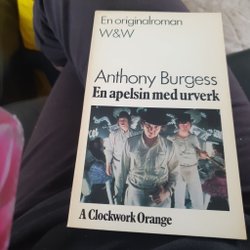 En originalroman
W&W
Anthony Burgess
En apelsin med urverk
A Clockwork Orange